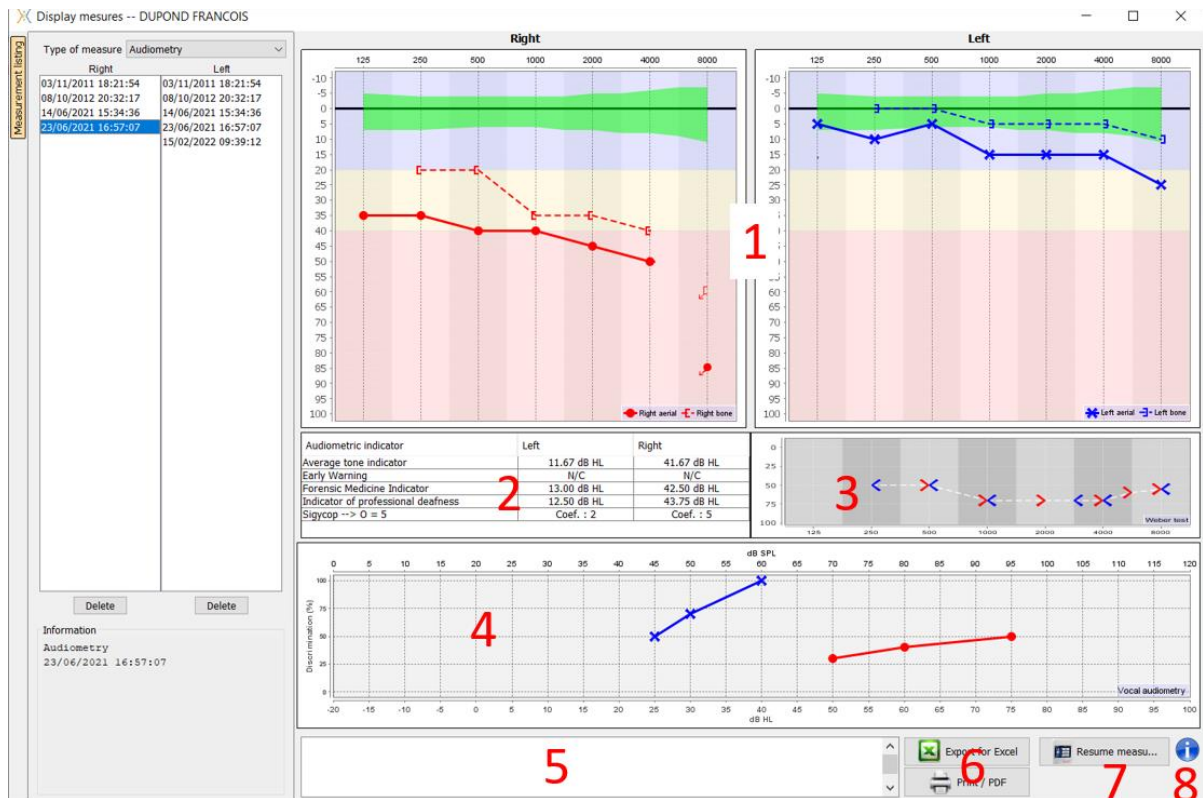 Display mesures -- DUPOND FRANCOIS
Measurement listing
Type of measure Audiometry
Right Left
03/11/2011 18:21:54 03/11/2011 18:21:54
08/10/2012 20:32:17 08/10/2012 20:32:17
14/06/2021 15:34:36 14/06/2021 15:34:36
23/06/2021 16:57:07 23/06/2021 16:57:07
15/02/2022 09:39:12
Delete Delete
Information
Audiometry
23/06/2021 16:57:07
Right
125 250 500 1000 2000 4000 8000
-10
-5
0
5
10
15
20
25
30
35
40
45
50
55
60
65
70
75
80
85
90
95
100
Right aerial Right bone
1
Left
125 250 500 1000 2000 4000 8000
-10
-5
0
5
10
15
20
25
30
35
40
45
50
55
60
65
70
75
80
85
90
95
100
Left aerial Left bone
Audiometric indicator Left Right
Average tone indicator 11.67 dB HL 41.67 dB HL
Early Warning N/C N/C
Forensic Medicine Indicator 13.00 dB HL 42.50 dB HL
Indicator of professional deafness 12.50 dB HL 43.75 dB HL
Sigycop --> O = 5 Coef. : 2 Coef. : 5
2
0
25
50
75
100
3
Weber test
125 250 500 1000 2000 4000 8000
dB SPL
0 5 10 15 20 25 30 35 40 45 50 55 60 65 70 75 80 85 90 95 100 105 110 115 120
Discrimination (%)
100
75
50
25
0
4
Vocal audiometry
-20 -15 -10 -5 0 5 10 15 20 25 30 35 40 45 50 55 60 65 70 75 80 85 90 95 100
dB HL
5
Export for Excel
Print / PDF
6
Resume measu...
7
8